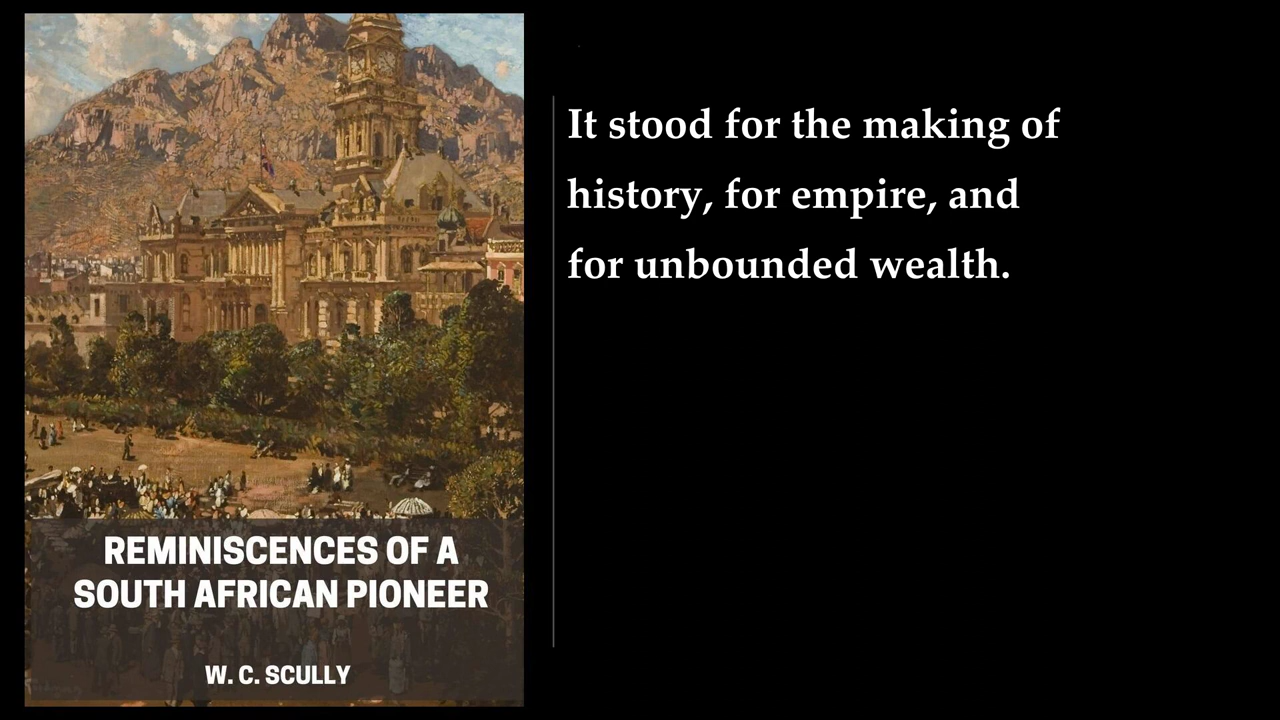 It stood for the making of
history, for empire, and
for unbounded wealth.
REMINISCENCES OF A
SOUTH AFRICAN PIONEER
W. C. SCULLY